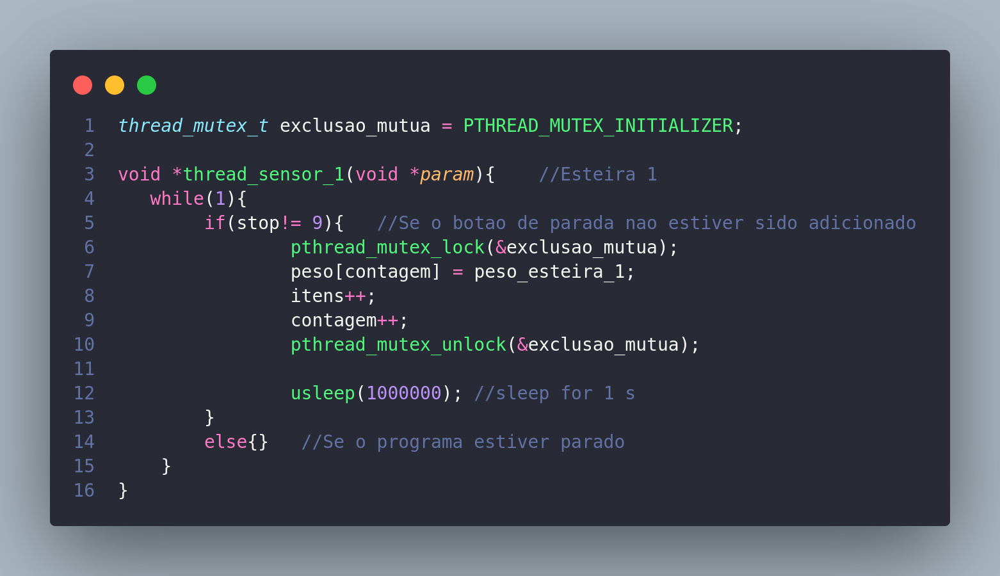 1 thread_mutex_t exclusao_mutua = PTHREAD_MUTEX_INITIALIZER;
2
3 void *thread_sensor_1(void *param){    //Esteira 1
4    while(1){
5         if(stop!= 9){   //Se o botao de parada nao estiver sido adicionado
6                 pthread_mutex_lock(&exclusao_mutua);
7                 peso[contagem] = peso_esteira_1;
8                 itens++;
9                 contagem++;
10                 pthread_mutex_unlock(&exclusao_mutua);
11
12                 usleep(1000000); //sleep for 1 s
13         }
14         else{}   //Se o programa estiver parado
15     }
16 }